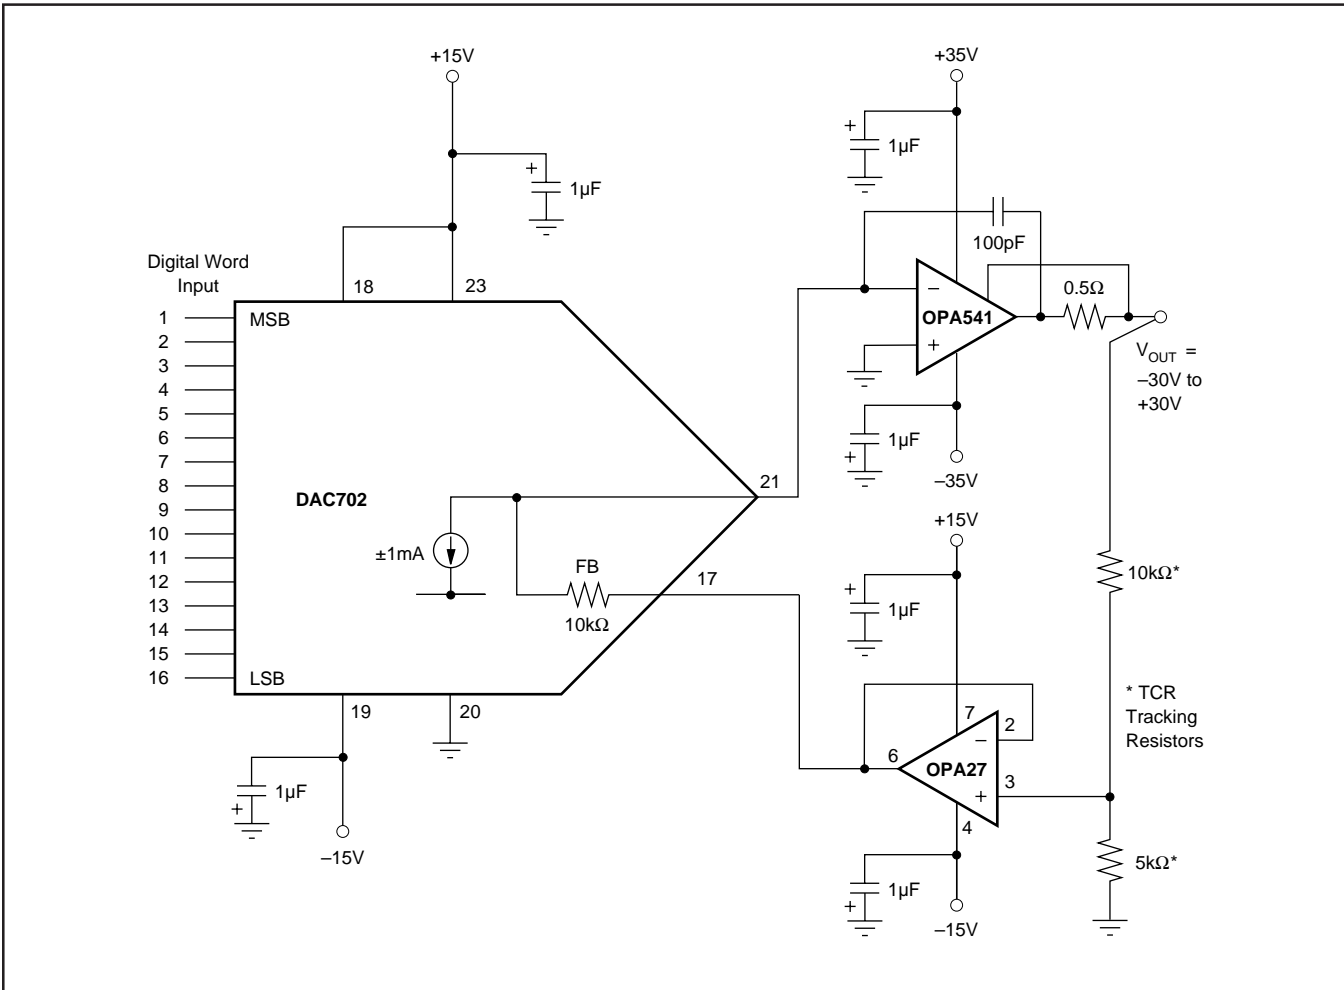 +15V
+35V
+
1µF
+
1µF
100pF
Digital Word
Input
18
23
0.5Ω
1
2
3
4
5
6
7
8
9
10
11
12
13
14
15
16
MSB
–
OPA541
+
V_OUT =
–30V to
+30V
1µF
+
–35V
21
DAC702
+15V
±1mA
FB
10kΩ
17
+
1µF
10kΩ*
LSB
19
20
* TCR
Tracking
Resistors
7
2
–
6
OPA27
3
+
4
1µF
+
–15V
5kΩ*
1µF
+
–15V